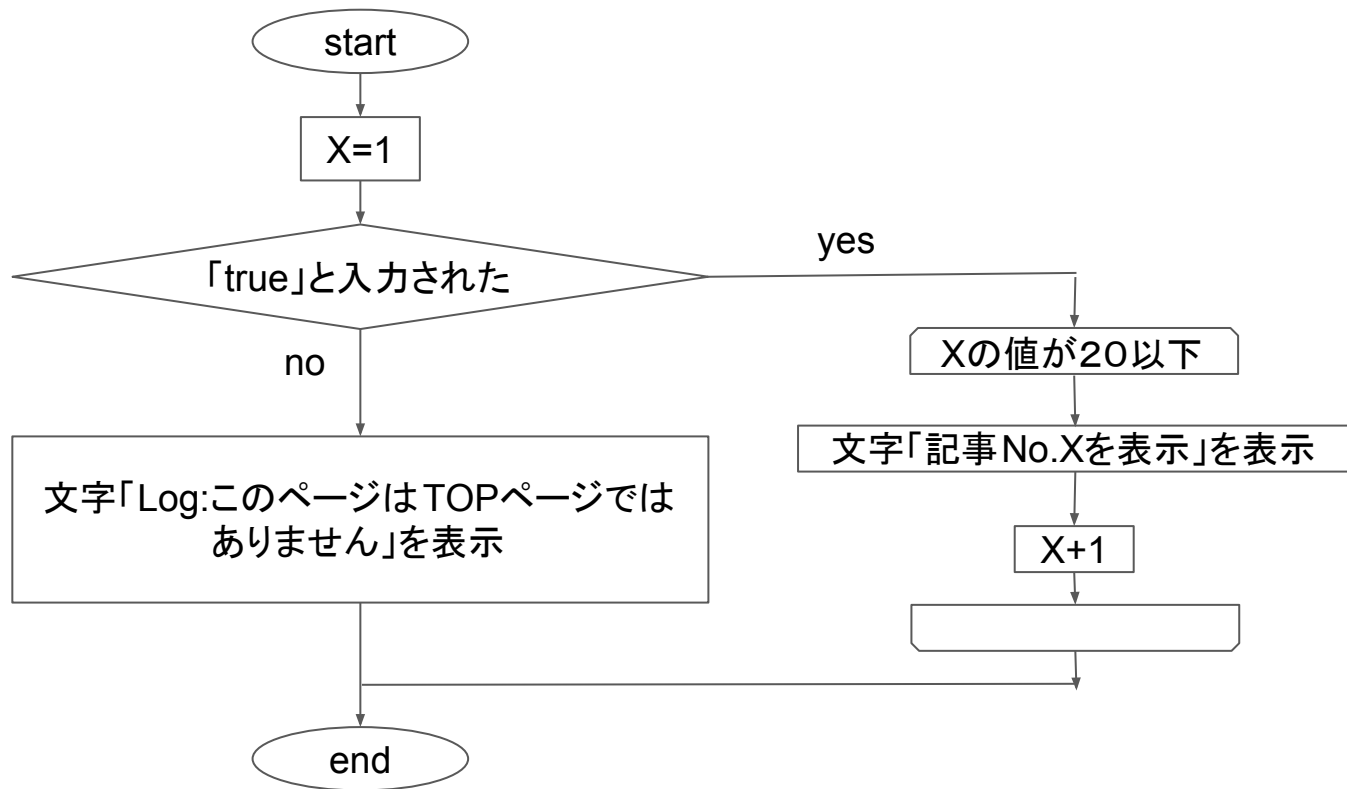 start
X=1
「true」と入力された
yes
no
Xの値が２０以下
文字「記事No.Xを表示」を表示
文字「Log:このページはTOPページでは
ありません」を表示
X+1
end